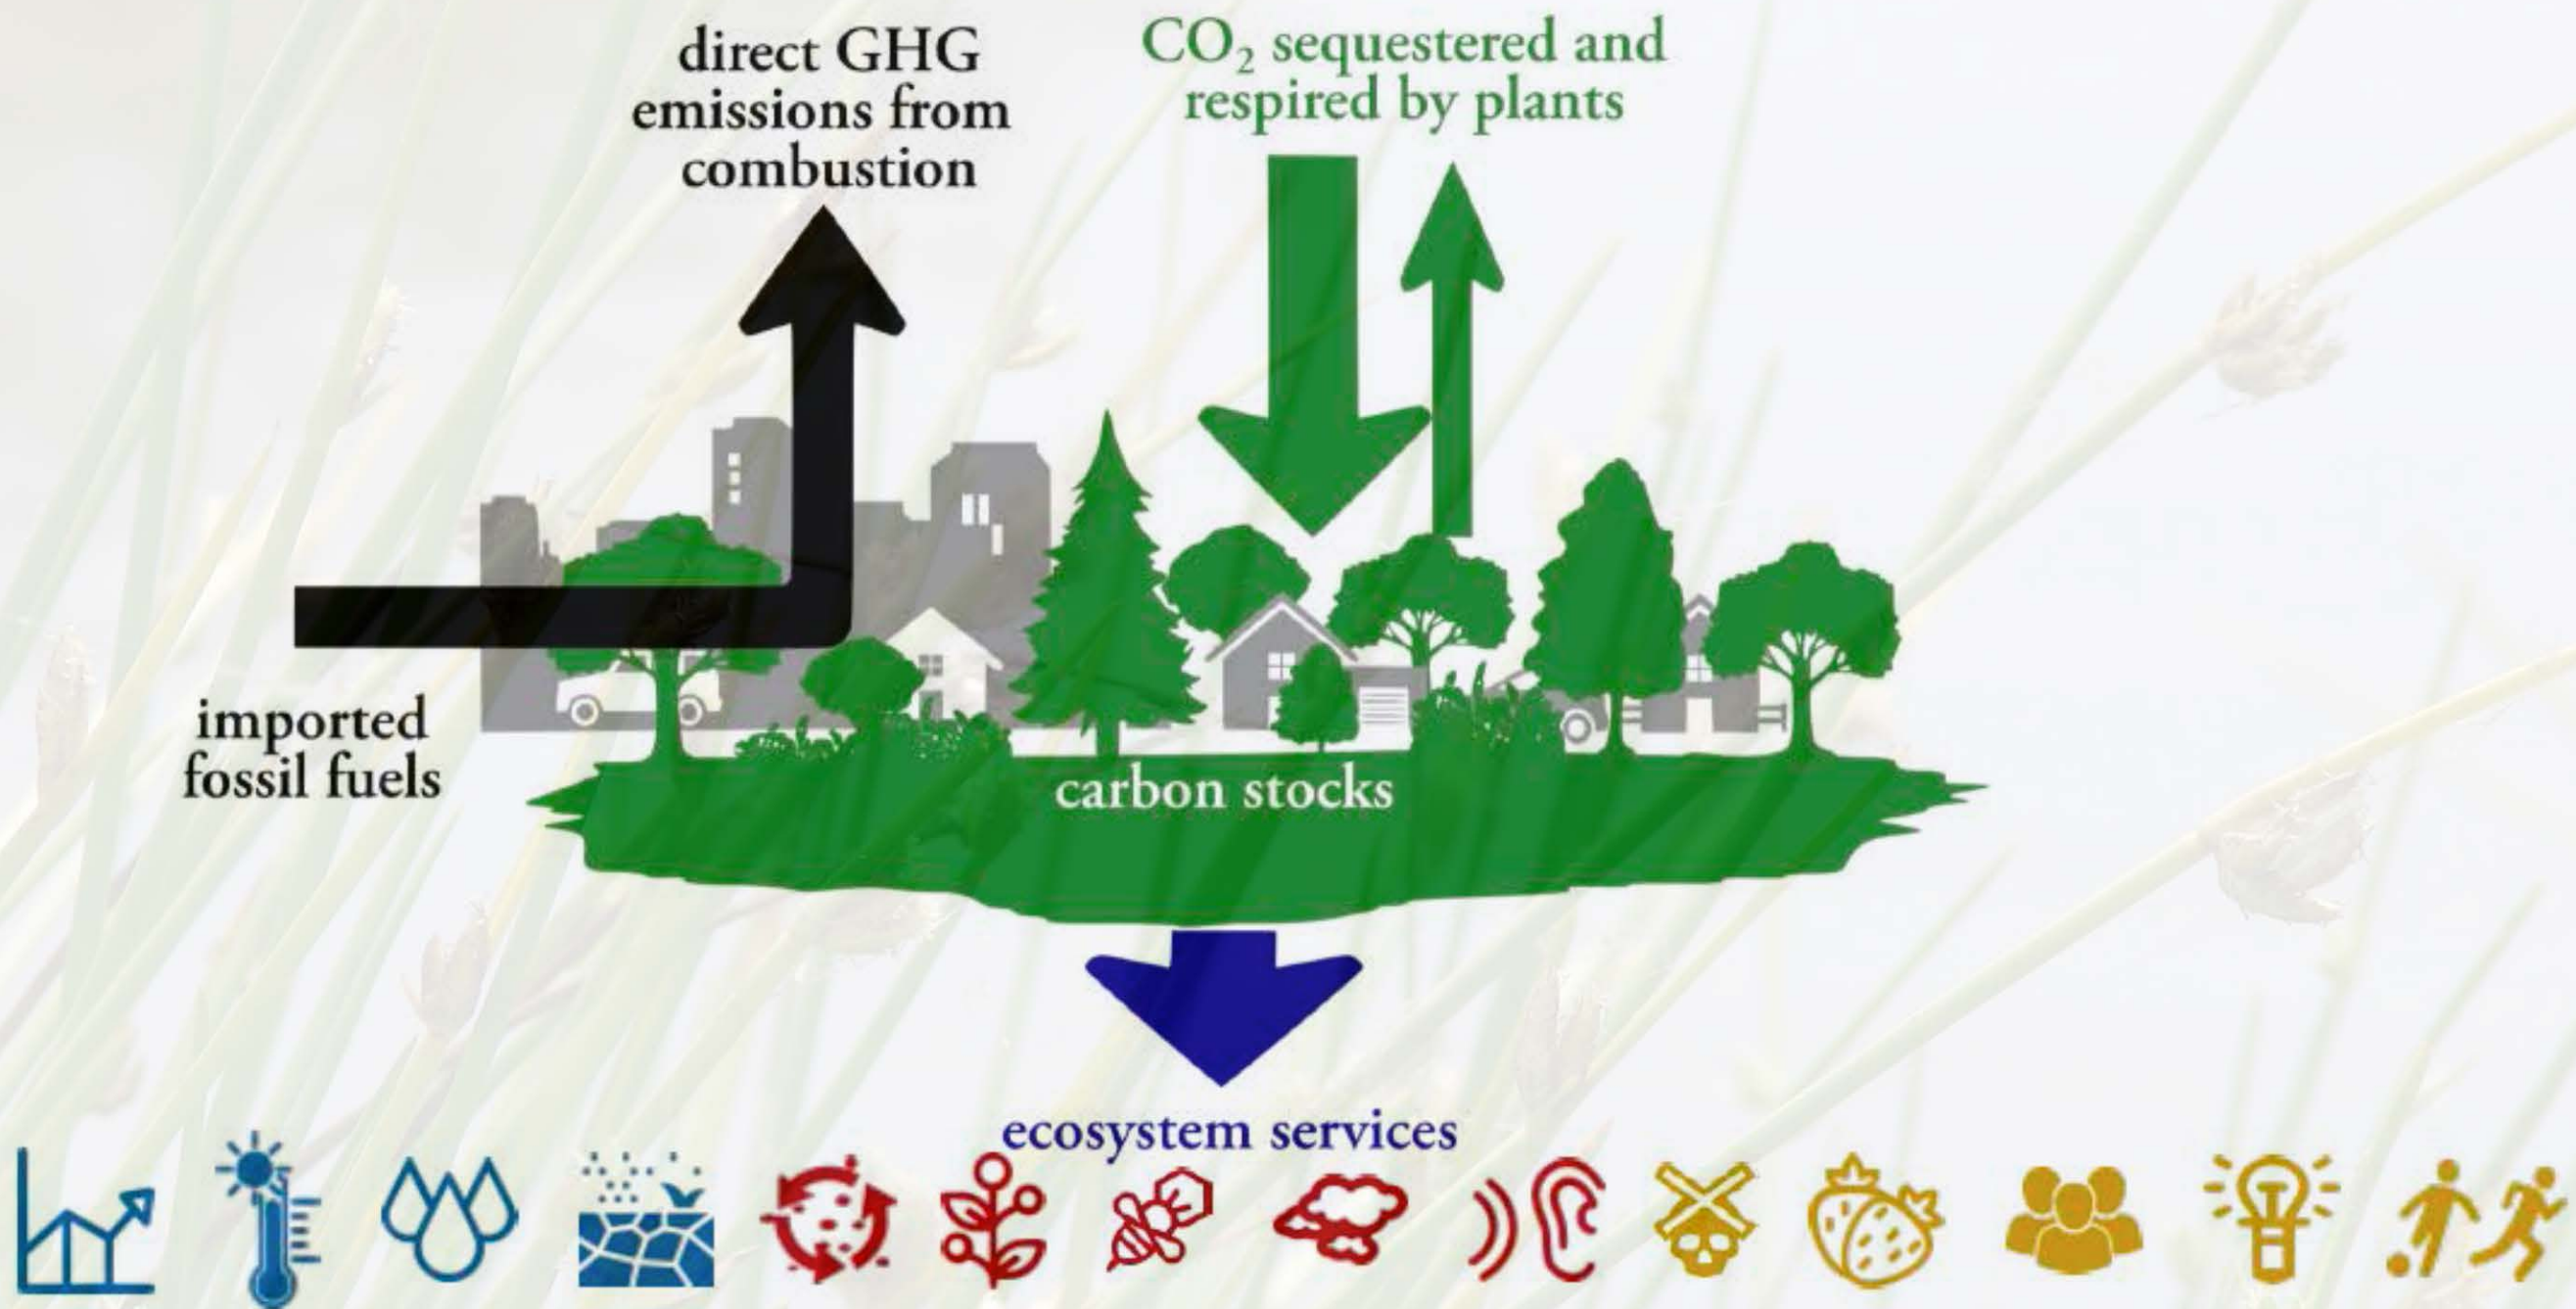 direct GHG
emissions from
combustion
CO₂ sequestered and
respired by plants
imported
fossil fuels
carbon stocks
ecosystem services